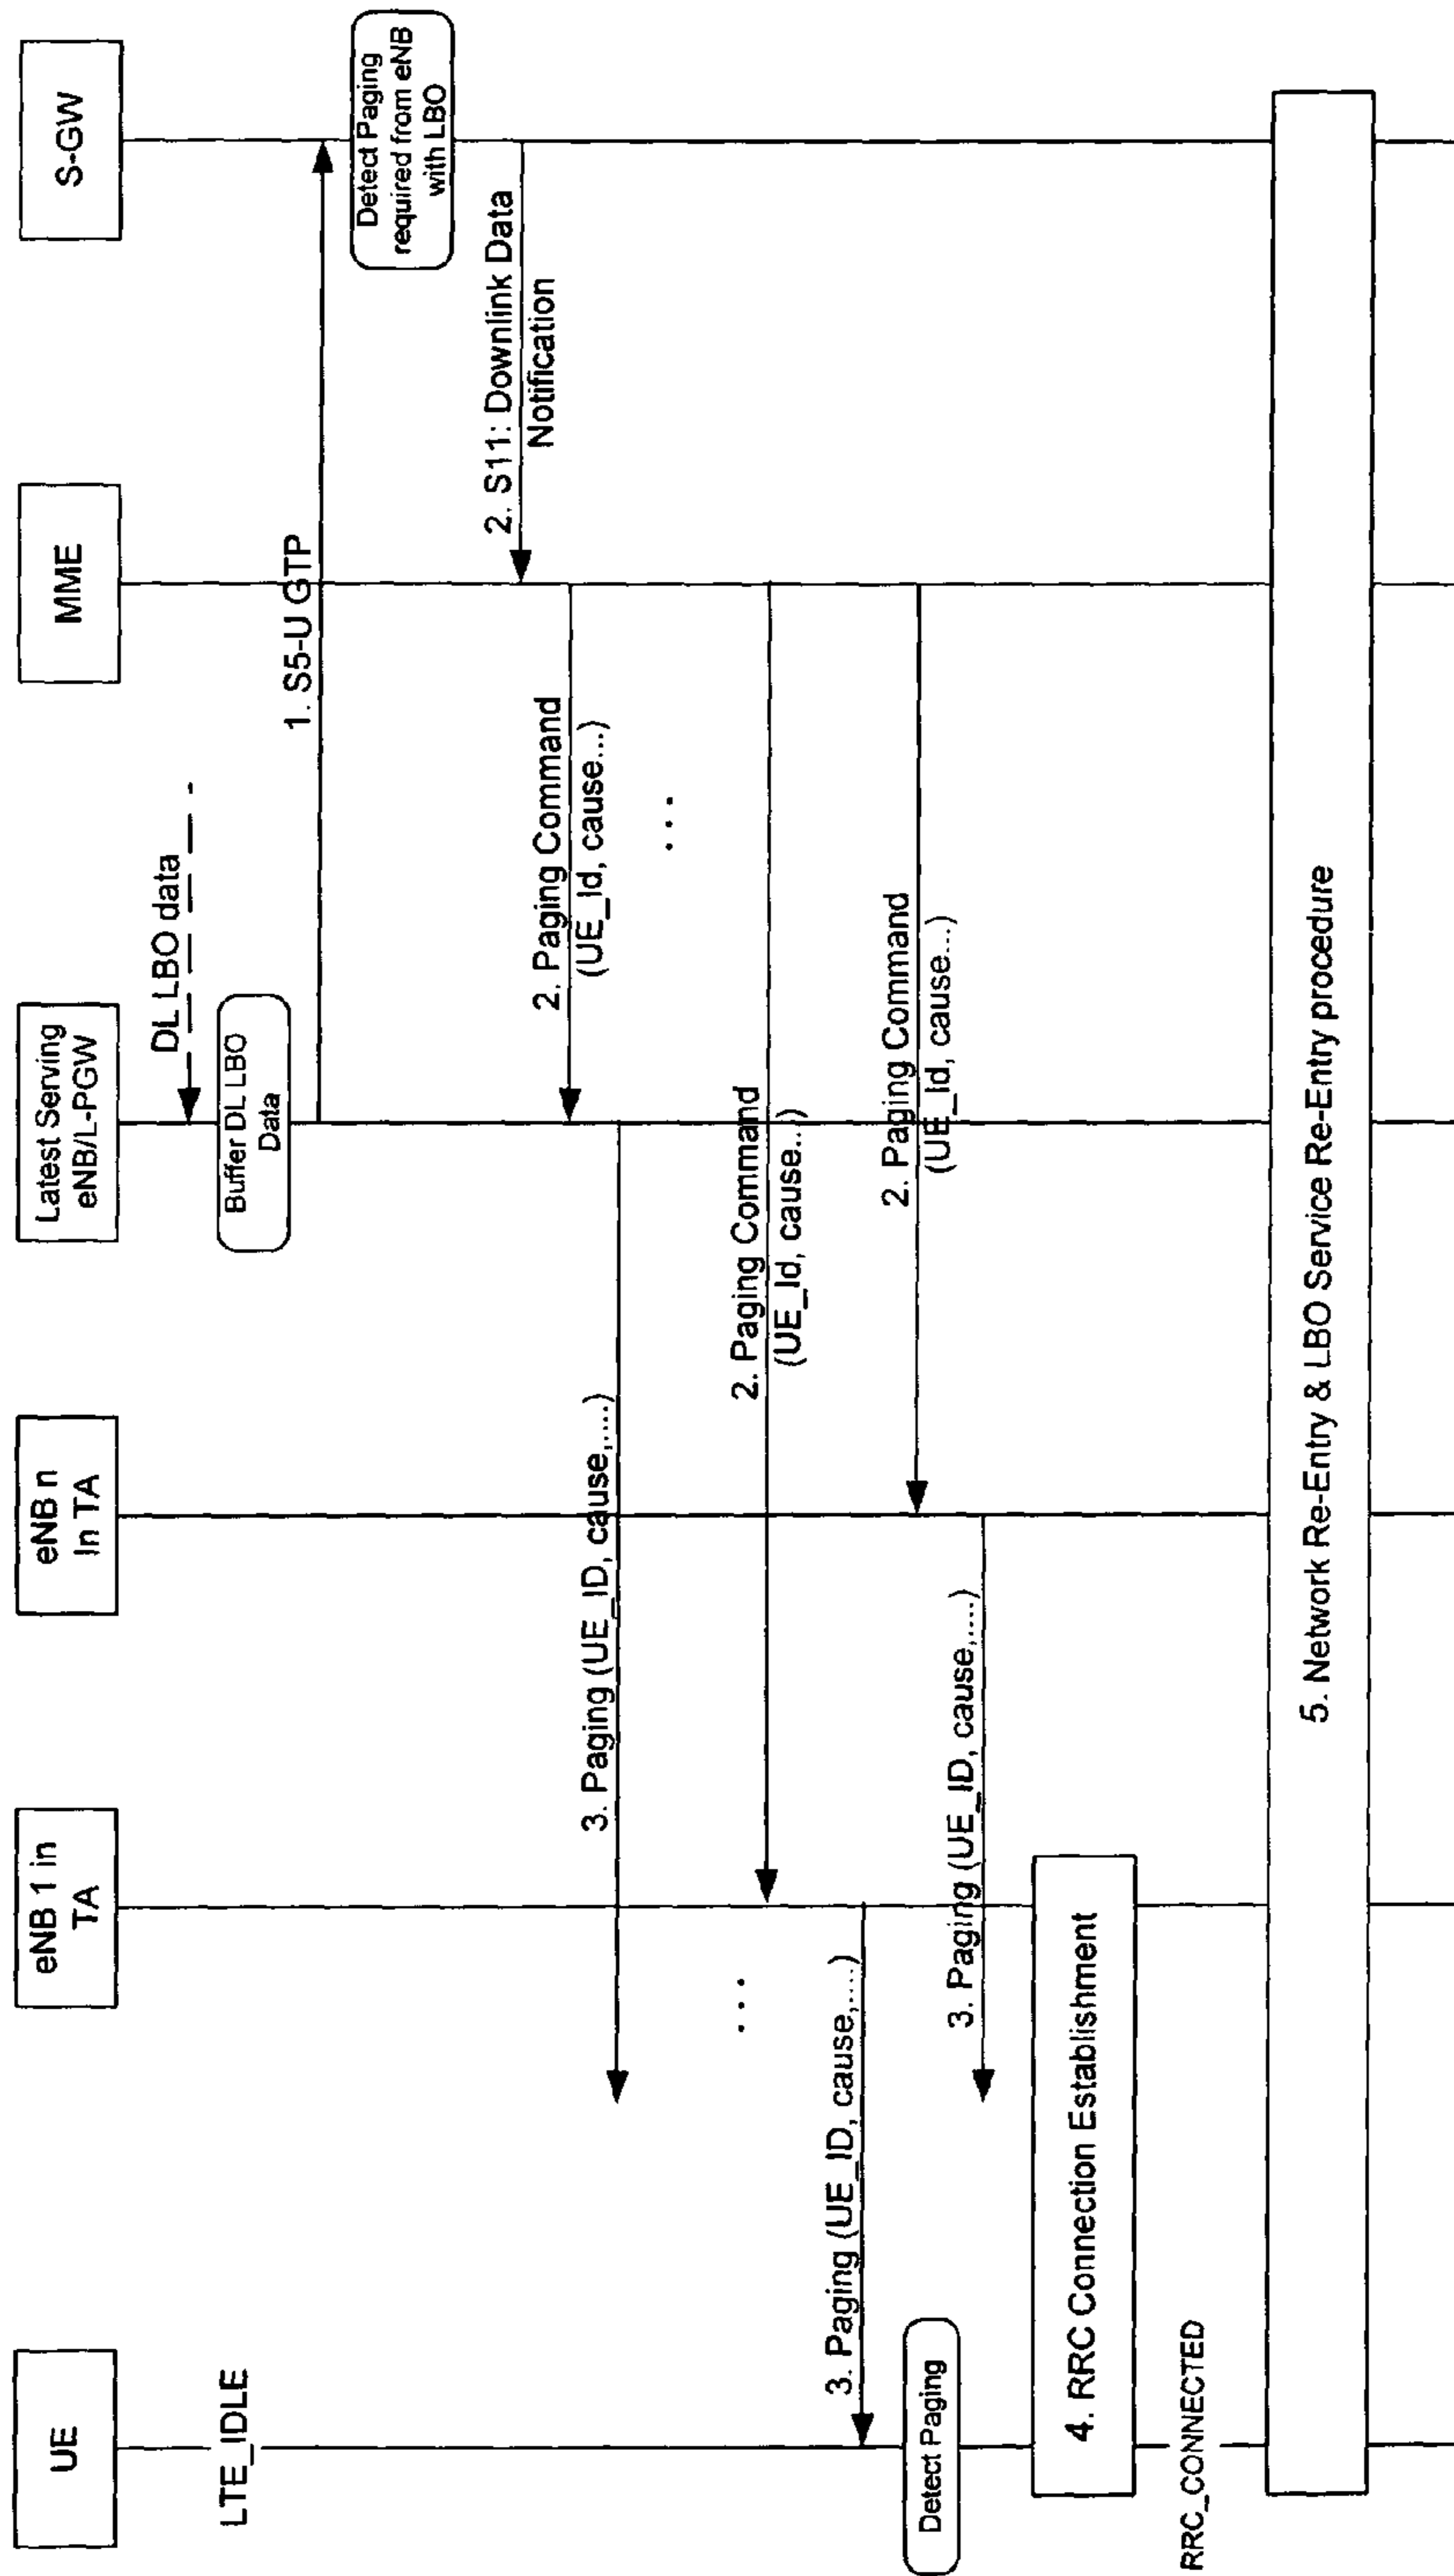 UE
eNB 1 in
TA
eNB n
In TA
Latest Serving
eNB/L-PGW
MME
S-GW
LTE_IDLE
DL LBO data
Buffer DL LBO
Data
1. S5-U GTP
Detect Paging
required from eNB
with LBO
2. S11: Downlink Data
Notification
2. Paging Command
(UE_Id, cause...)
3. Paging (UE_ID, cause,....)
...
2. Paging Command
(UE_Id, cause..)
...
3. Paging (UE_ID, cause,....)
2. Paging Command
(UE_Id, cause...)
Detect Paging
3. Paging (UE_ID, cause,....)
4. RRC Connection Establishment
RRC_CONNECTED
5. Network Re-Entry & LBO Service Re-Entry procedure